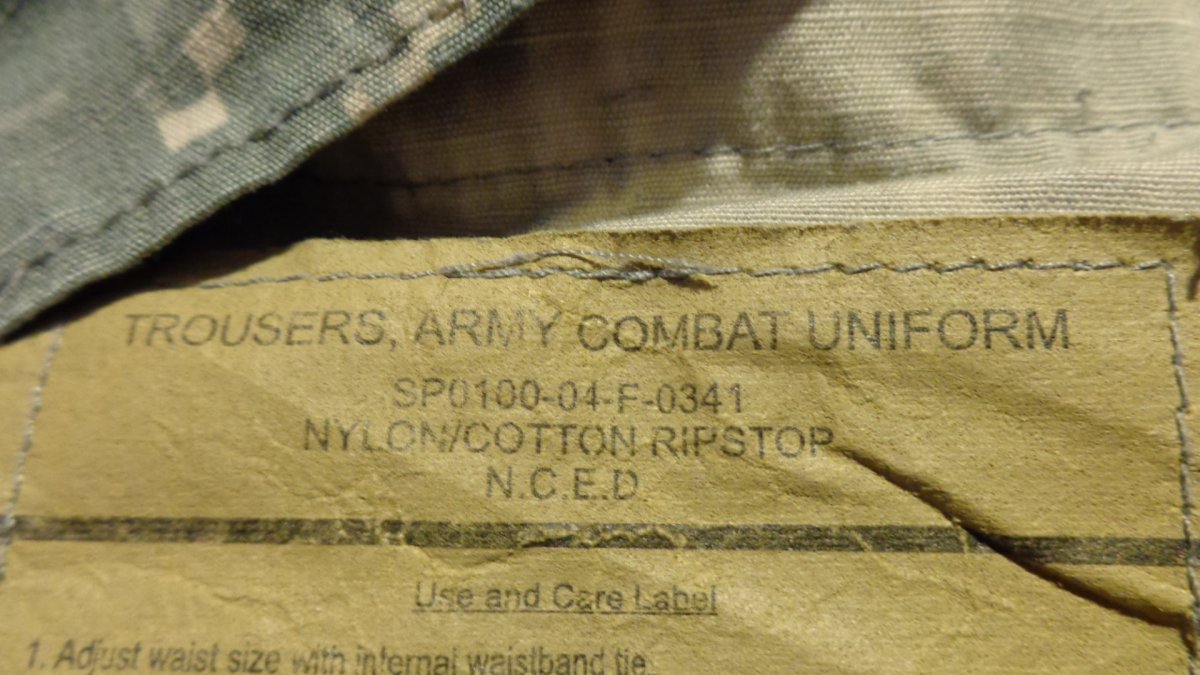 TROUSERS, ARMY COMBAT UNIFORM
SP0100-04-F-0341
NYLON/COTTON RIPSTOP
N.C.E.D.
Use and Care Label
1. Adjust waist size with internal waistband tie.